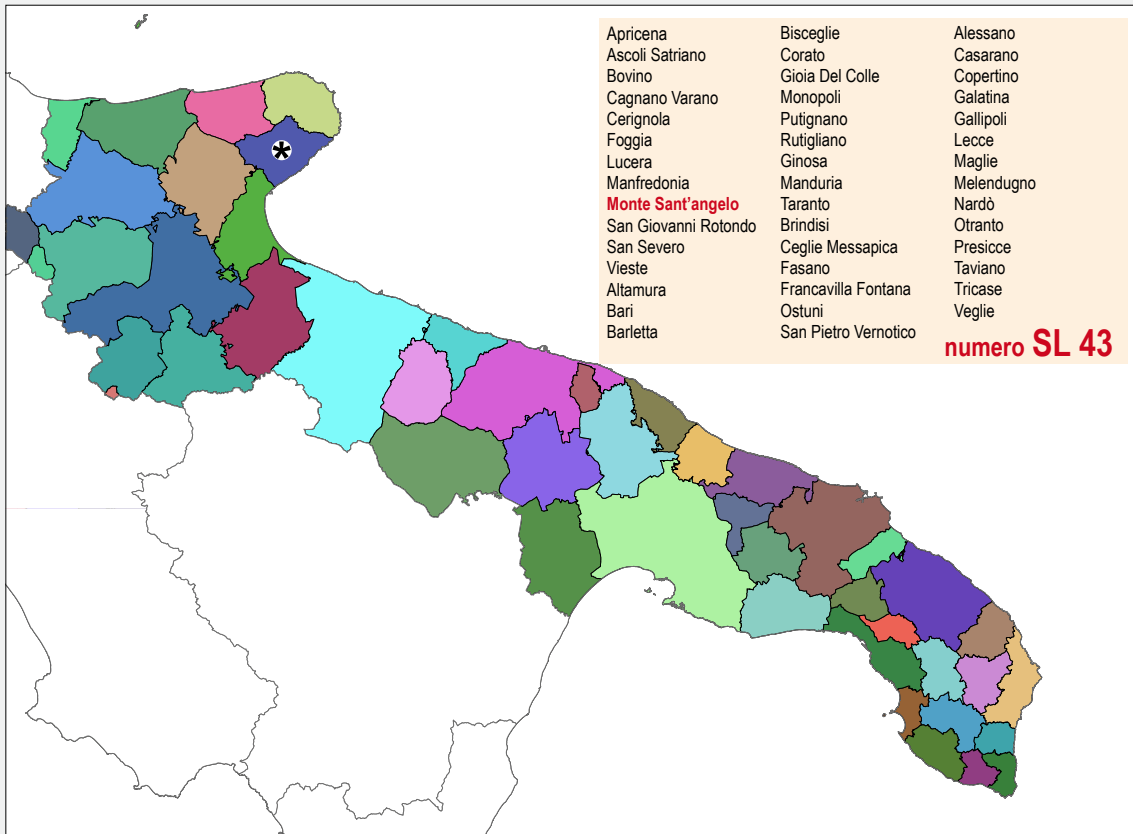 Apricena
Ascoli Satriano
Bovino
Cagnano Varano
Cerignola
Foggia
Lucera
Manfredonia
Monte Sant’angelo
San Giovanni Rotondo
San Severo
Vieste
Altamura
Bari
Barletta
Bisceglie
Corato
Gioia Del Colle
Monopoli
Putignano
Rutigliano
Ginosa
Manduria
Taranto
Brindisi
Ceglie Messapica
Fasano
Francavilla Fontana
Ostuni
San Pietro Vernotico
Alessano
Casarano
Copertino
Galatina
Gallipoli
Lecce
Maglie
Melendugno
Nardò
Otranto
Presicce
Taviano
Tricase
Veglie
numero SL 43
*